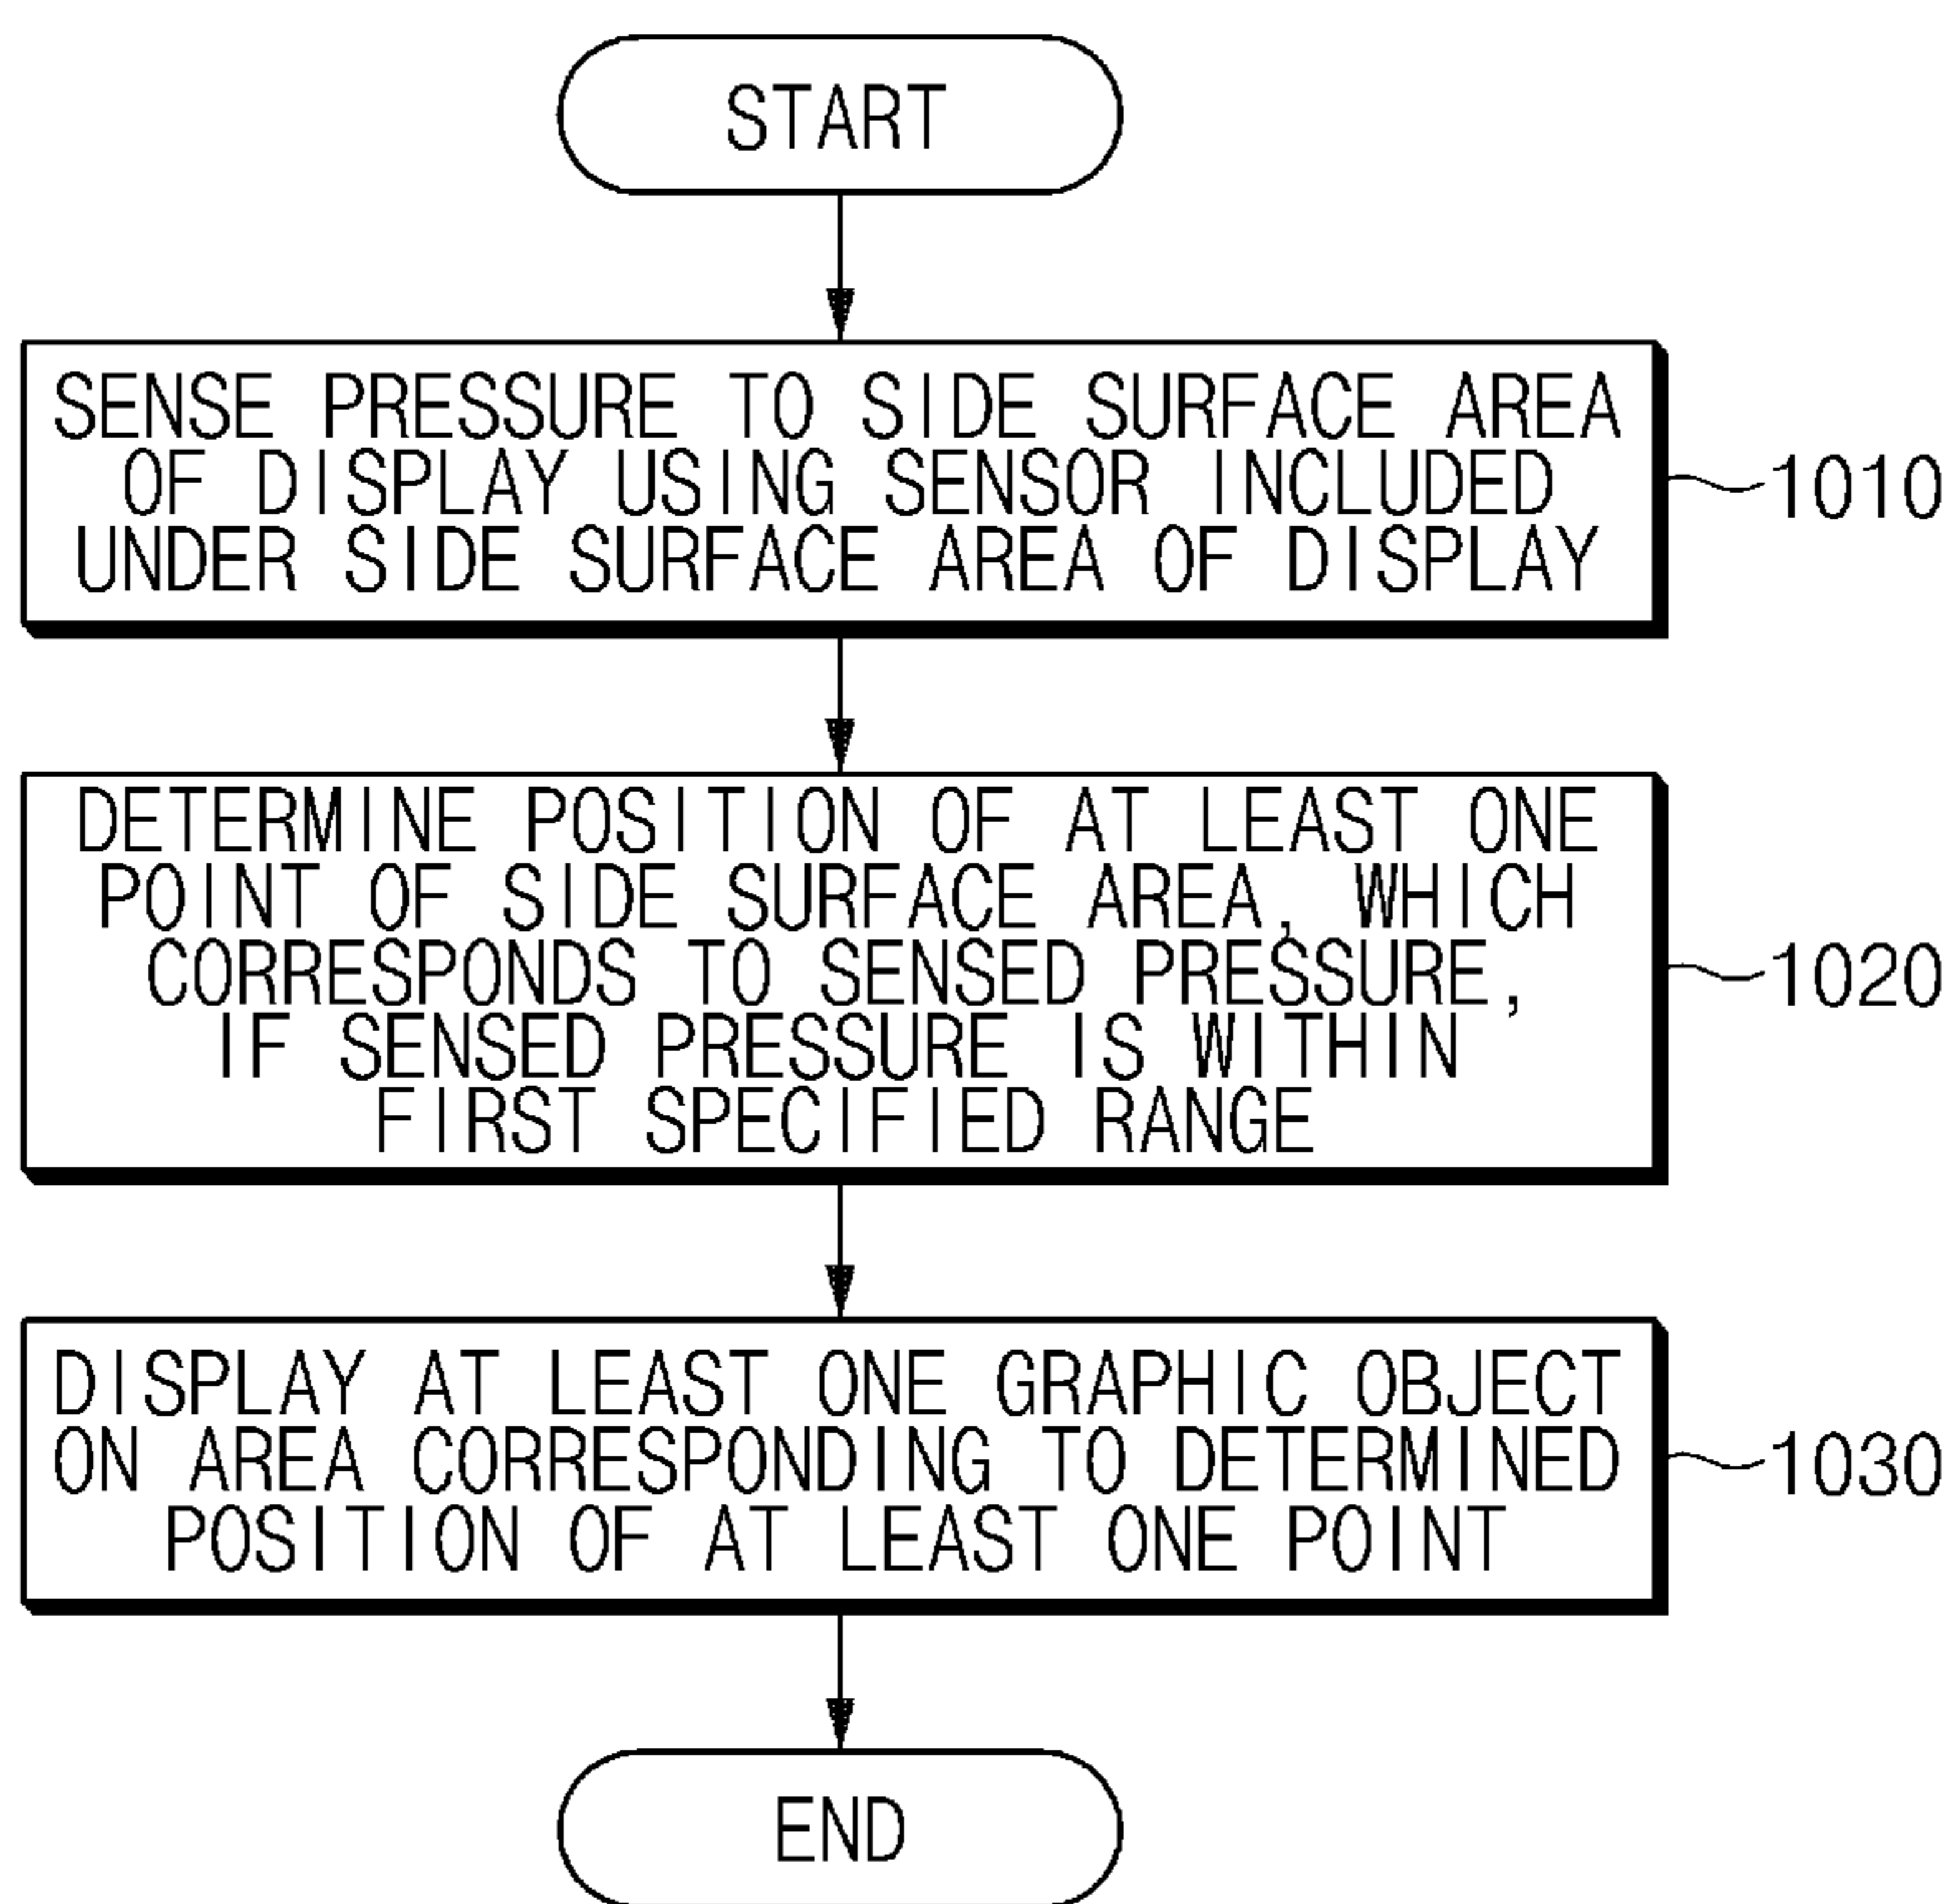 START
SENSE PRESSURE TO SIDE SURFACE AREA
OF DISPLAY USING SENSOR INCLUDED
UNDER SIDE SURFACE AREA OF DISPLAY
1010
DETERMINE POSITION OF AT LEAST ONE
POINT OF SIDE SURFACE AREA, WHICH
CORRESPONDS TO SENSED PRESSURE,
IF SENSED PRESSURE IS WITHIN
FIRST SPECIFIED RANGE
1020
DISPLAY AT LEAST ONE GRAPHIC OBJECT
ON AREA CORRESPONDING TO DETERMINED
POSITION OF AT LEAST ONE POINT
1030
END